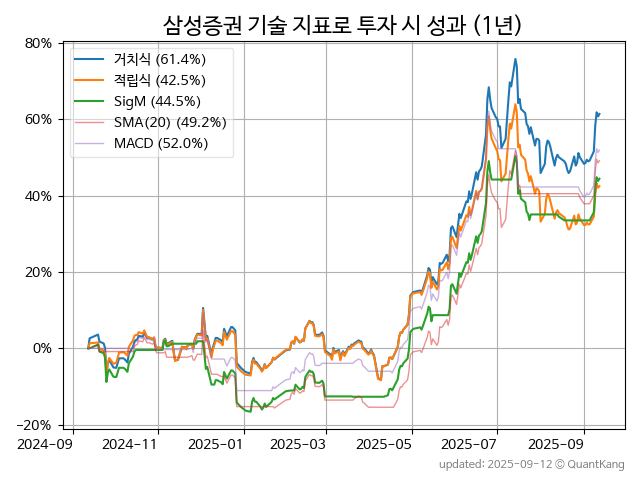 삼성증권 기술 지표로 투자 시 성과 (1년)
80%
60%
40%
20%
0%
−20%
거치식 (61.4%)
적립식 (42.5%)
SigM (44.5%)
SMA(20) (49.2%)
MACD (52.0%)
2024-09 2024-11 2025-01 2025-03 2025-05 2025-07 2025-09
updated: 2025-09-12 © QuantKang